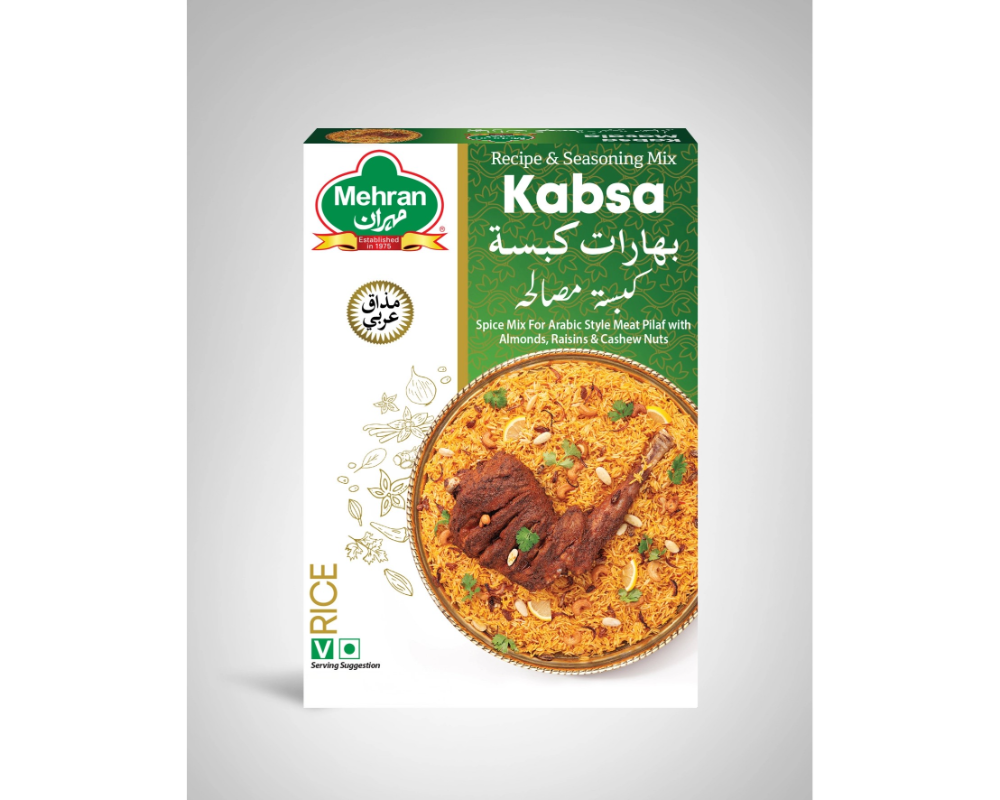 Mehran
مہران
®
Established
in 1975
مذاق
عربي
Recipe & Seasoning Mix
Kabsa
بهارات كبسة
کبسۃ مصالحہ
Spice Mix For Arabic Style Meat Pilaf with
Almonds, Raisins & Cashew Nuts
RICE
V
Serving Suggestion